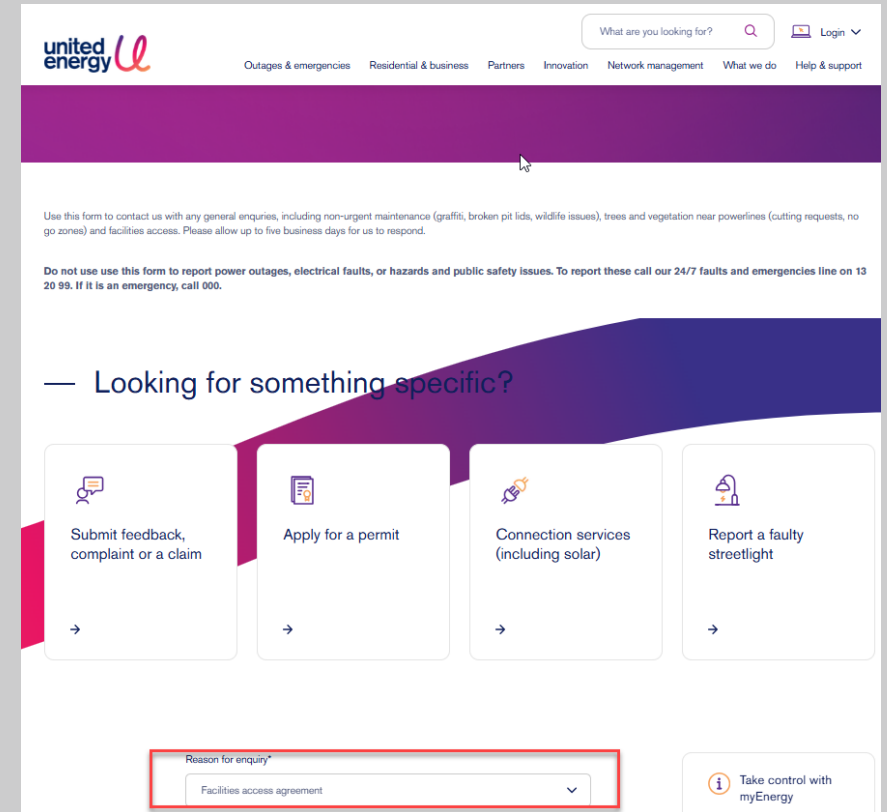 What are you looking for?
Login
united
energy
Outages & emergencies Residential & business Partners Innovation Network management What we do Help & support
Use this form to contact us with any general enquries, including non-urgent maintenance (graffiti, broken pit lids, wildlife issues), trees and vegetation near powerlines (cutting requests, no
go zones) and facilities access. Please allow up to five business days for us to respond.
Do not use use this form to report power outages, electrical faults, or hazards and public safety issues. To report these call our 24/7 faults and emergencies line on 13
20 99. If it is an emergency, call 000.
— Looking for something specific?
Submit feedback,
complaint or a claim
Apply for a permit
Connection services
(including solar)
Report a faulty
streetlight
Reason for enquiry*
Facilities access agreement
Take control with
myEnergy